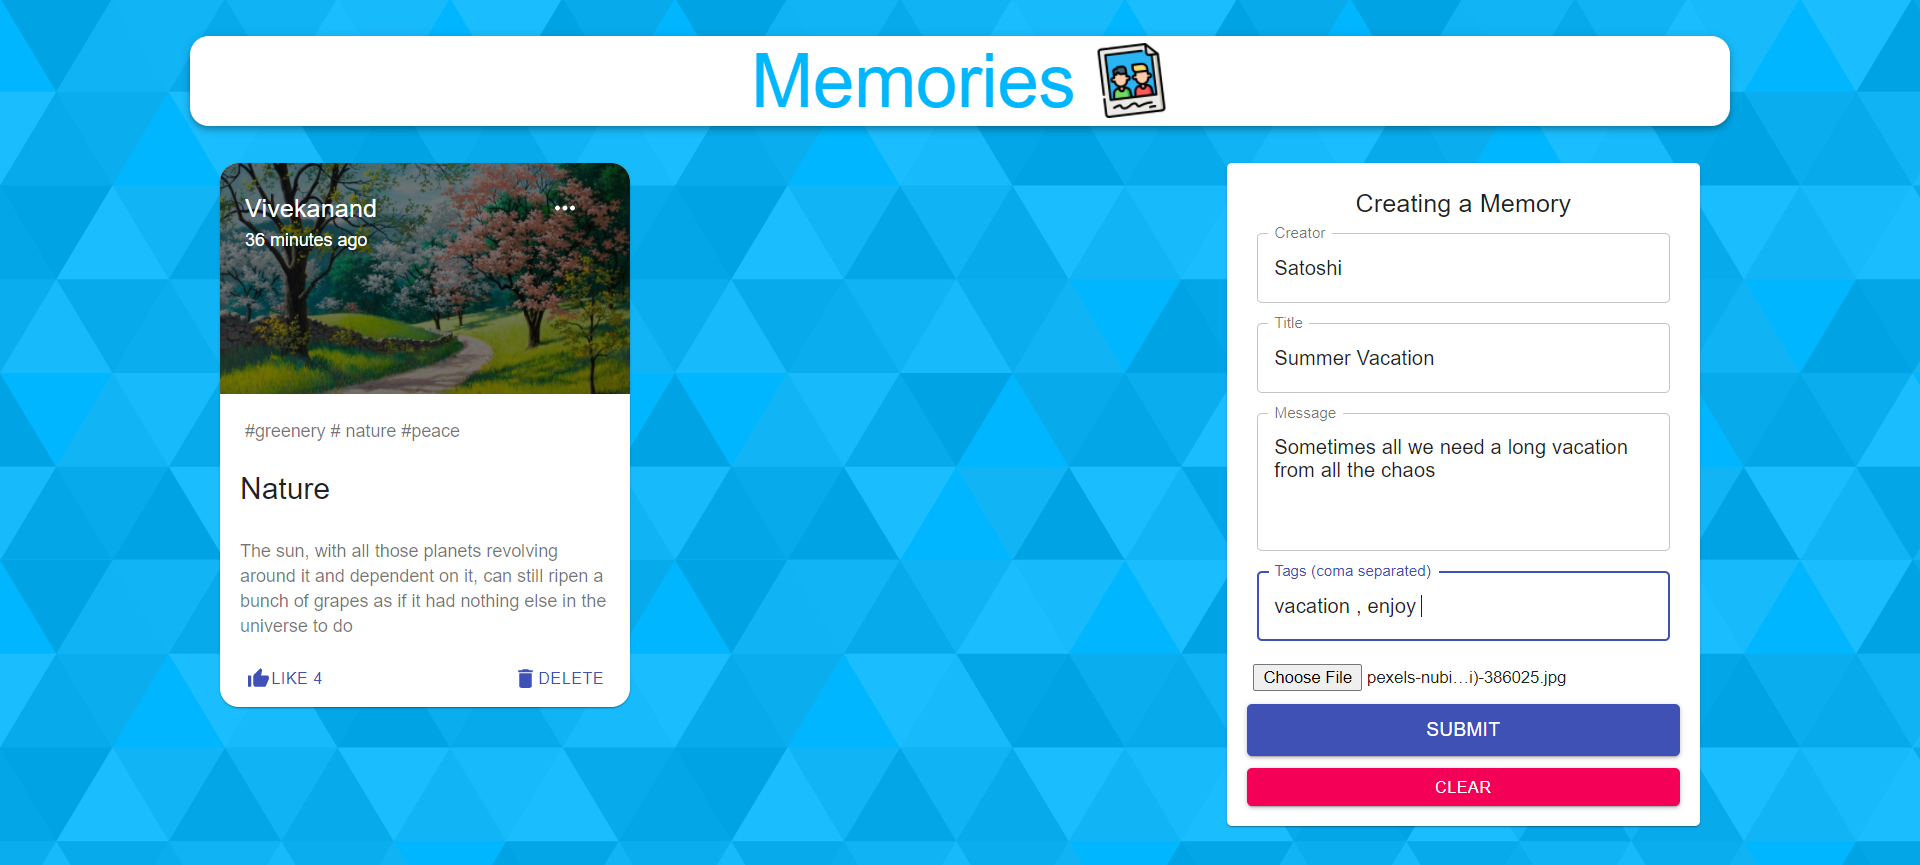 Memories
Vivekanand
36 minutes ago
#greenery # nature #peace
Nature
The sun, with all those planets revolving
around it and dependent on it, can still ripen a
bunch of grapes as if it had nothing else in the
universe to do
LIKE 4
DELETE
Creating a Memory
Creator
Satoshi
Title
Summer Vacation
Message
Sometimes all we need a long vacation
from all the chaos
Tags (coma separated)
vacation , enjoy
Choose File pexels-nubi…i)-386025.jpg
SUBMIT
CLEAR